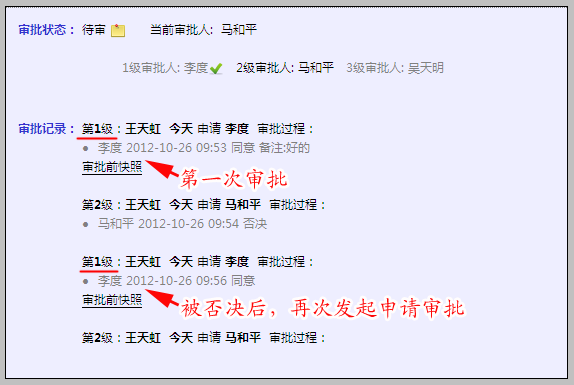 审批状态： 待审 当前审批人： 马和平
1级审批人: 李度 2级审批人: 马和平 3级审批人: 吴天明
审批记录： 第1级：王天虹 今天 申请 李度 审批过程：
● 李度 2012-10-26 09:53 同意 备注:好的
审批前快照
第一次审批
第2级：王天虹 今天 申请 马和平 审批过程：
● 马和平 2012-10-26 09:54 否决
第1级：王天虹 今天 申请 李度 审批过程：
● 李度 2012-10-26 09:56 同意
审批前快照
被否决后，再次发起申请审批
第2级：王天虹 今天 申请 马和平 审批过程：